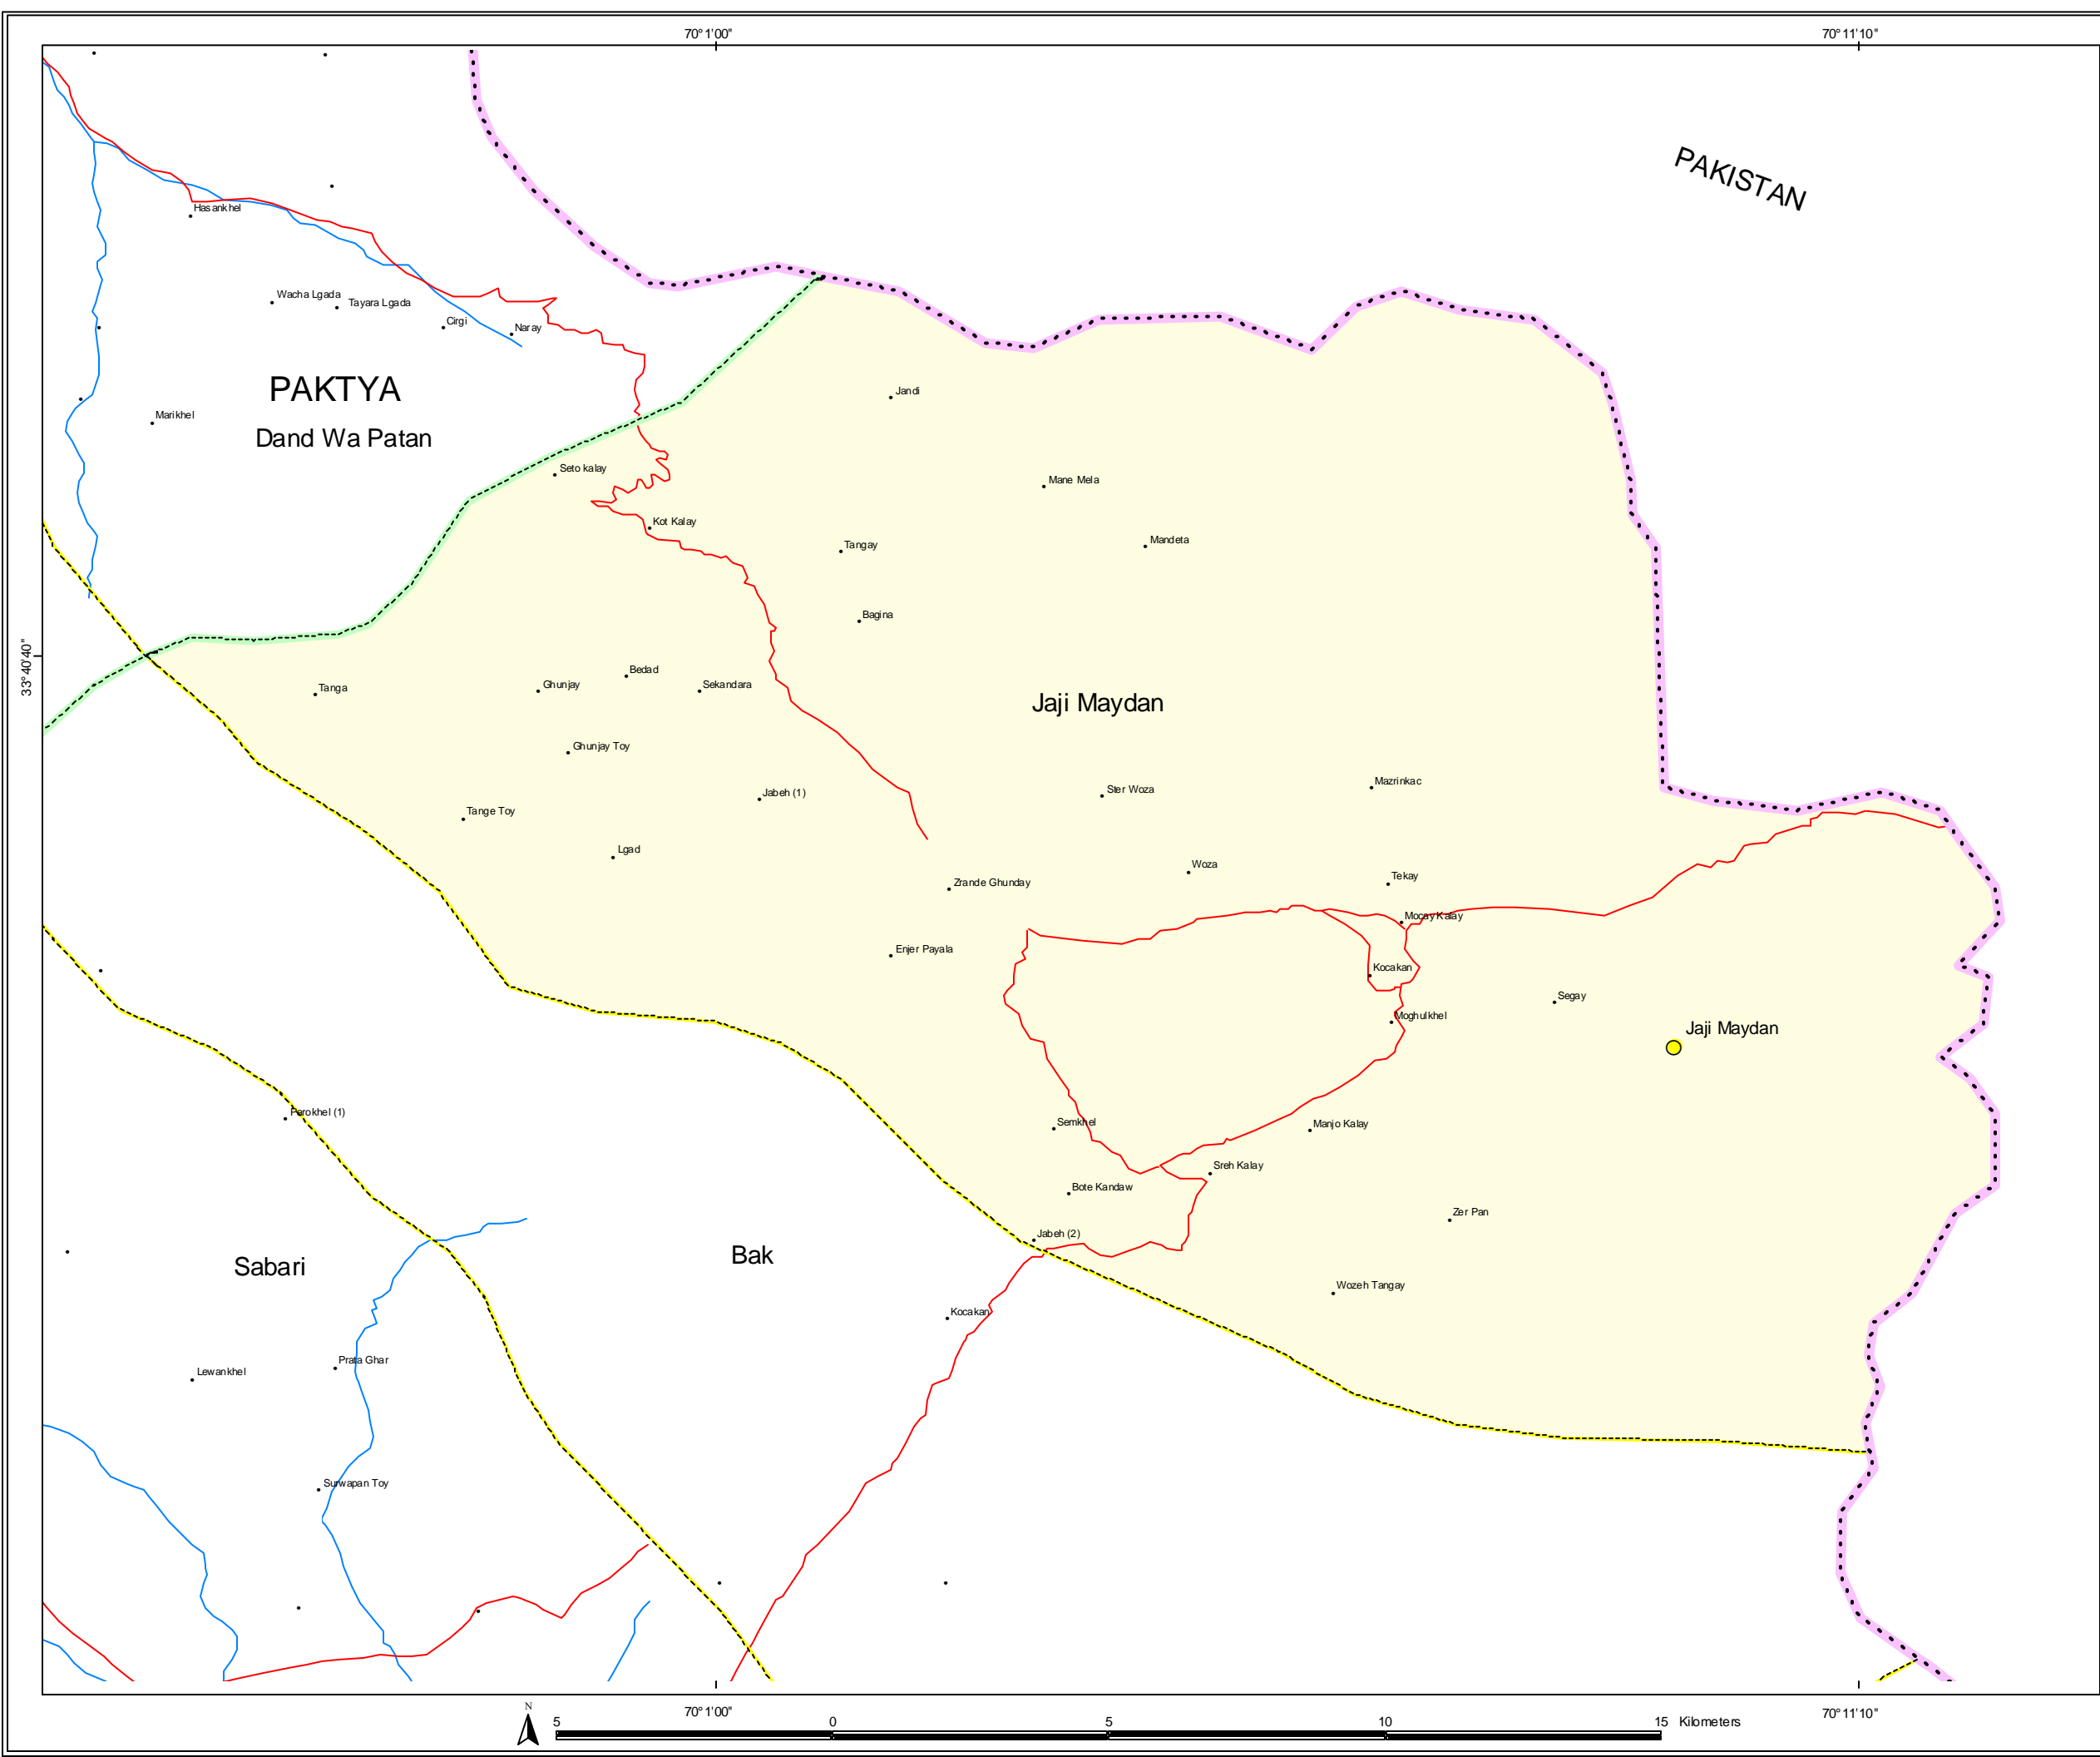 70°1'00"
70°11'10"
PAKISTAN
Hasankhel
Wacha Lgada
Tayara Lgada
Cirgi
Naray
PAKTYA
Jandi
Marikhel
Dand Wa Patan
Seto kalay
Mane Mela
Kot Kalay
Tangay
Mandeta
Bagina
33°40'40"
Bedad
Tanga
Ghunjay
Sekandara
Jaji Maydan
Ghunjay Toy
Mazrinkac
Jabeh (1)
Ster Woza
Tange Toy
Lgad
Woza
Zrande Ghunday
Tekay
Mocay Kalay
Enjer Payala
Kocakan
Segay
Moghulkhel
Jaji Maydan
Parokhel (1)
Semkhel
Manjo Kalay
Sreh Kalay
Bote Kandaw
Zer Pan
Jabeh (2)
Bak
Sabari
Wozeh Tangay
Kocakan
Prata Ghar
Lewankhel
Surwapan Toy
N
70°1'00"
70°11'10"
5 0 5 10 15 Kilometers